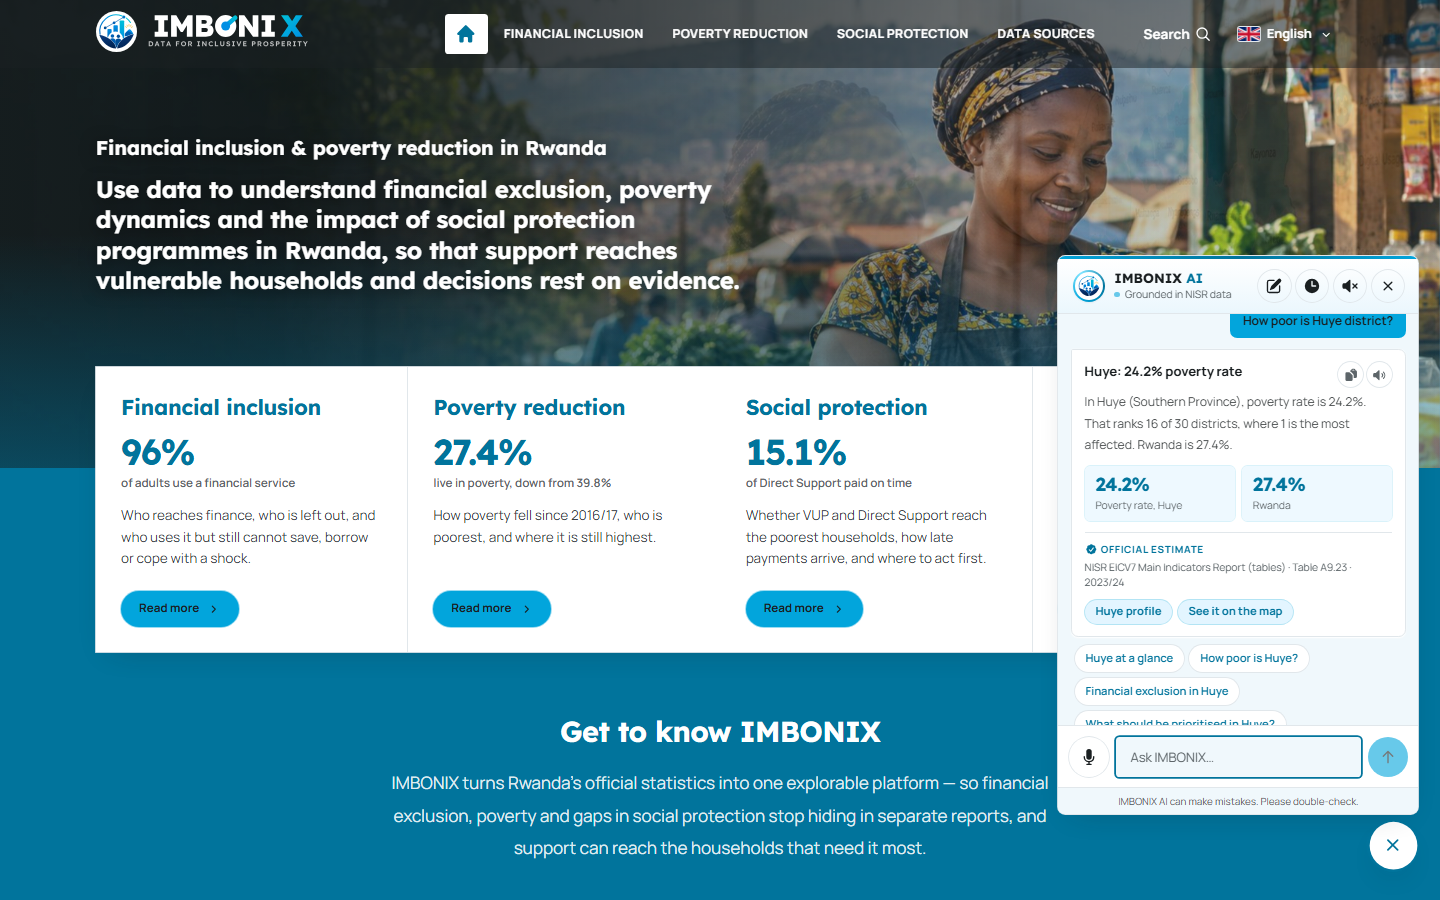 IMBONIX
DATA FOR INCLUSIVE PROSPERITY
FINANCIAL INCLUSION
POVERTY REDUCTION
SOCIAL PROTECTION
DATA SOURCES
Search
English
Financial inclusion & poverty reduction in Rwanda
Use data to understand financial exclusion, poverty
dynamics and the impact of social protection
programmes in Rwanda, so that support reaches
vulnerable households and decisions rest on evidence.
Financial inclusion
96%
of adults use a financial service
Who reaches finance, who is left out, and
who uses it but still cannot save, borrow
or cope with a shock.
Read more
Poverty reduction
27.4%
live in poverty, down from 39.8%
How poverty fell since 2016/17, who is
poorest, and where it is still highest.
Read more
Social protection
15.1%
of Direct Support paid on time
Whether VUP and Direct Support reach
the poorest households, how late
payments arrive, and where to act first.
Read more
Get to know IMBONIX
IMBONIX turns Rwanda's official statistics into one explorable platform — so financial
exclusion, poverty and gaps in social protection stop hiding in separate reports, and
support can reach the households that need it most.
IMBONIX AI
Grounded in NISR data
How poor is Huye district?
Huye: 24.2% poverty rate
In Huye (Southern Province), poverty rate is 24.2%.
That ranks 16 of 30 districts, where 1 is the most
affected. Rwanda is 27.4%.
24.2%
Poverty rate, Huye
27.4%
Rwanda
OFFICIAL ESTIMATE
NISR EICV7 Main Indicators Report (tables) · Table A9.23 ·
2023/24
Huye profile
See it on the map
Huye at a glance
How poor is Huye?
Financial exclusion in Huye
What should be prioritised in Huye?
Ask IMBONIX...
IMBONIX AI can make mistakes. Please double-check.